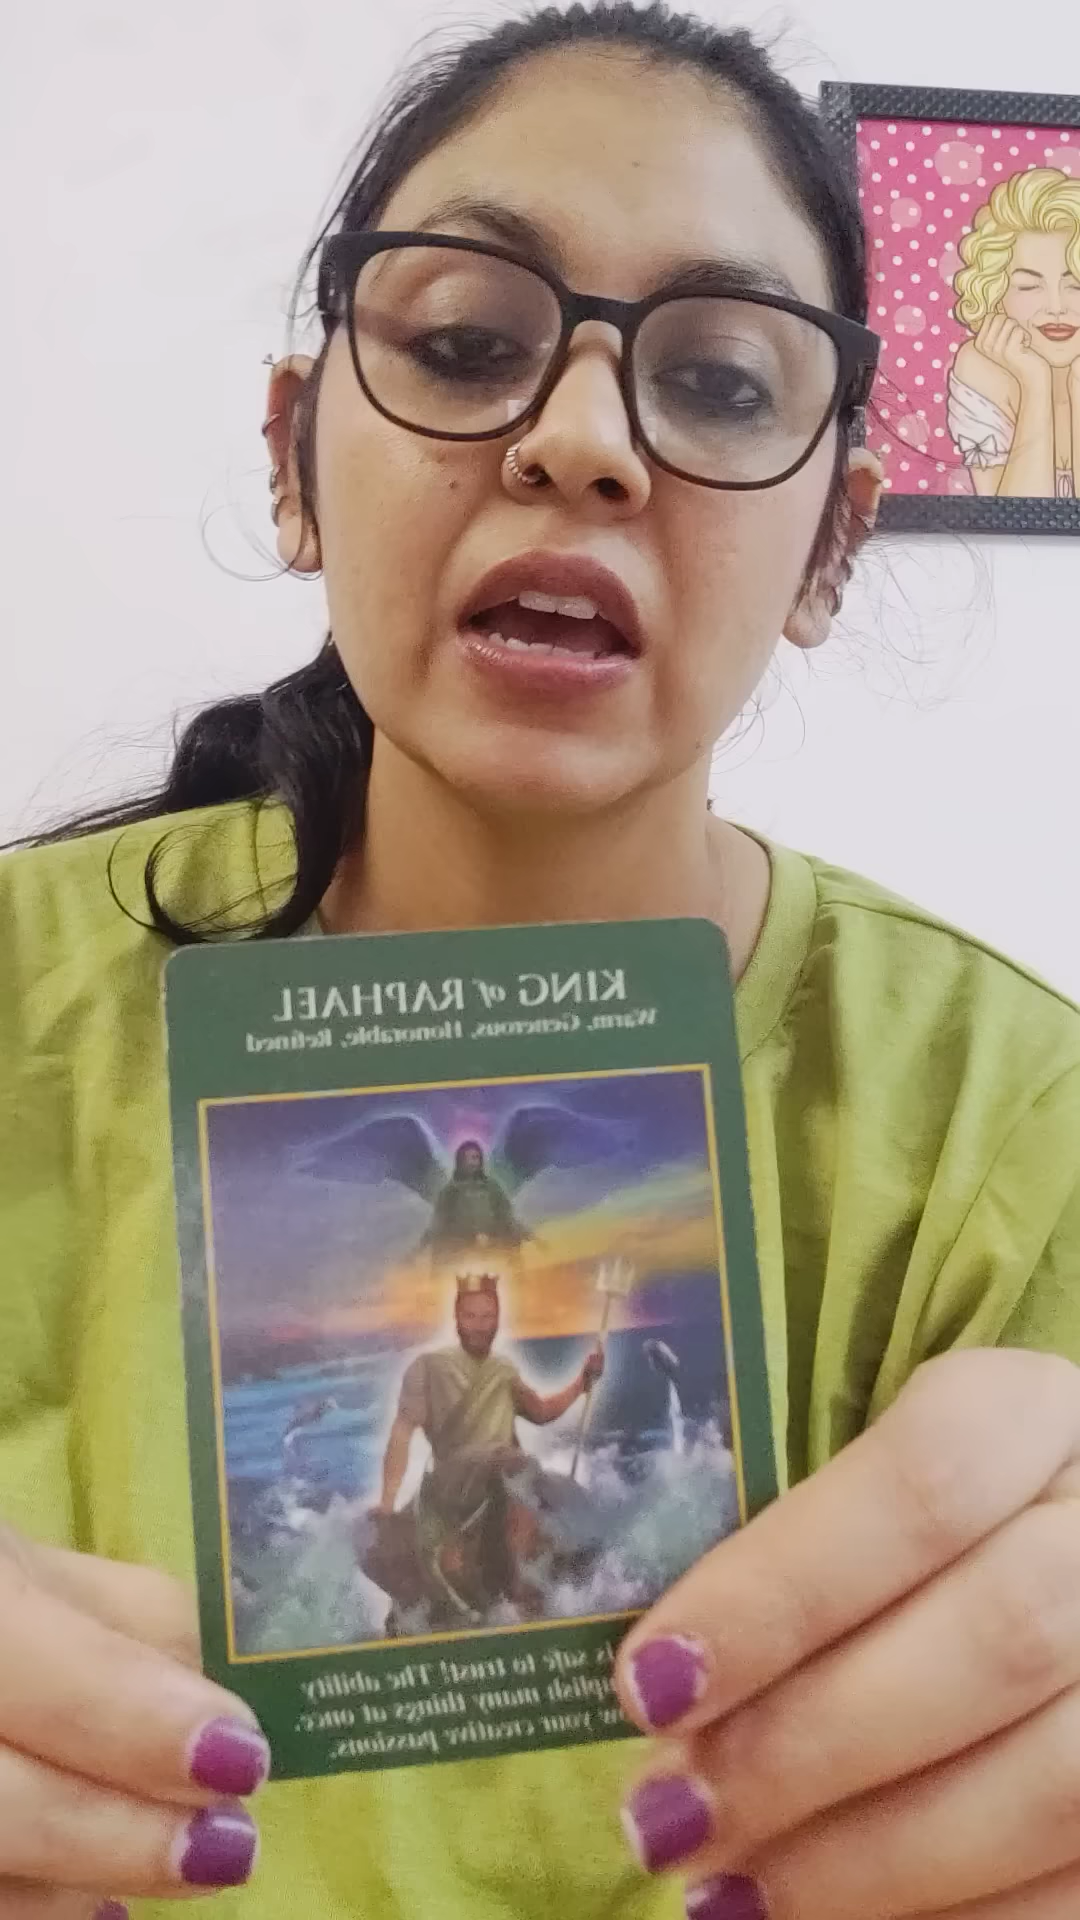 KING of RAPHAEL
Warm, Generous, Honorable, Refined
is safe to trust! The ability
many things at once.
your creative passions.